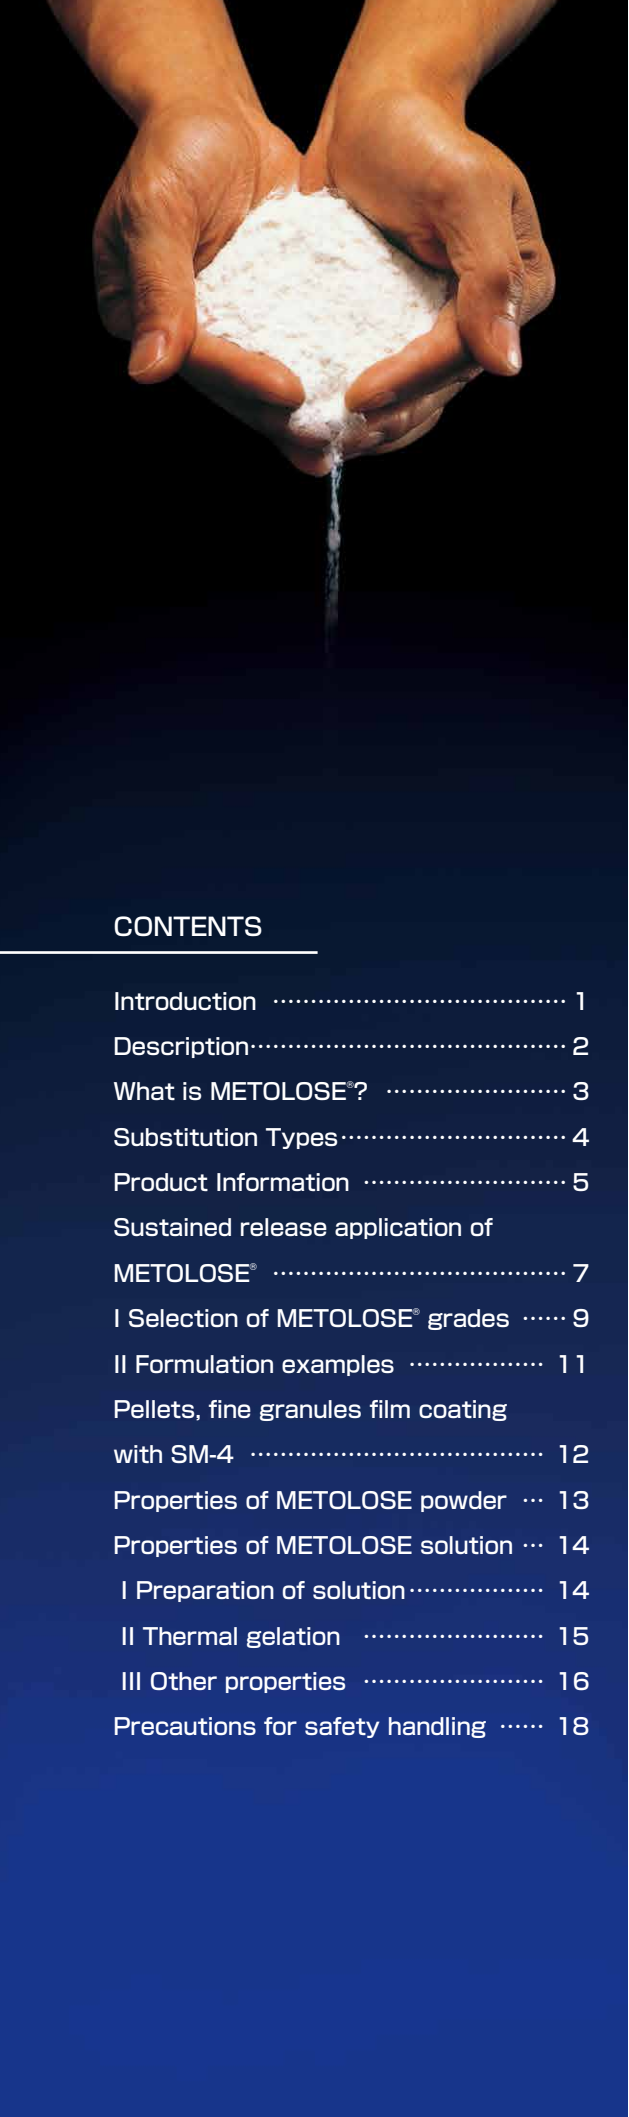 CONTENTS
Introduction ······································· 1
Description·········································· 2
What is METOLOSE®? ························ 3
Substitution Types······························ 4
Product Information ··························· 5
Sustained release application of
METOLOSE® ······································· 7
I Selection of METOLOSE® grades ······ 9
II Formulation examples ·················· 11
Pellets, fine granules film coating
with SM-4 ······································· 12
Properties of METOLOSE powder ··· 13
Properties of METOLOSE solution ··· 14
I Preparation of solution·················· 14
II Thermal gelation ························ 15
III Other properties ························ 16
Precautions for safety handling ······ 18